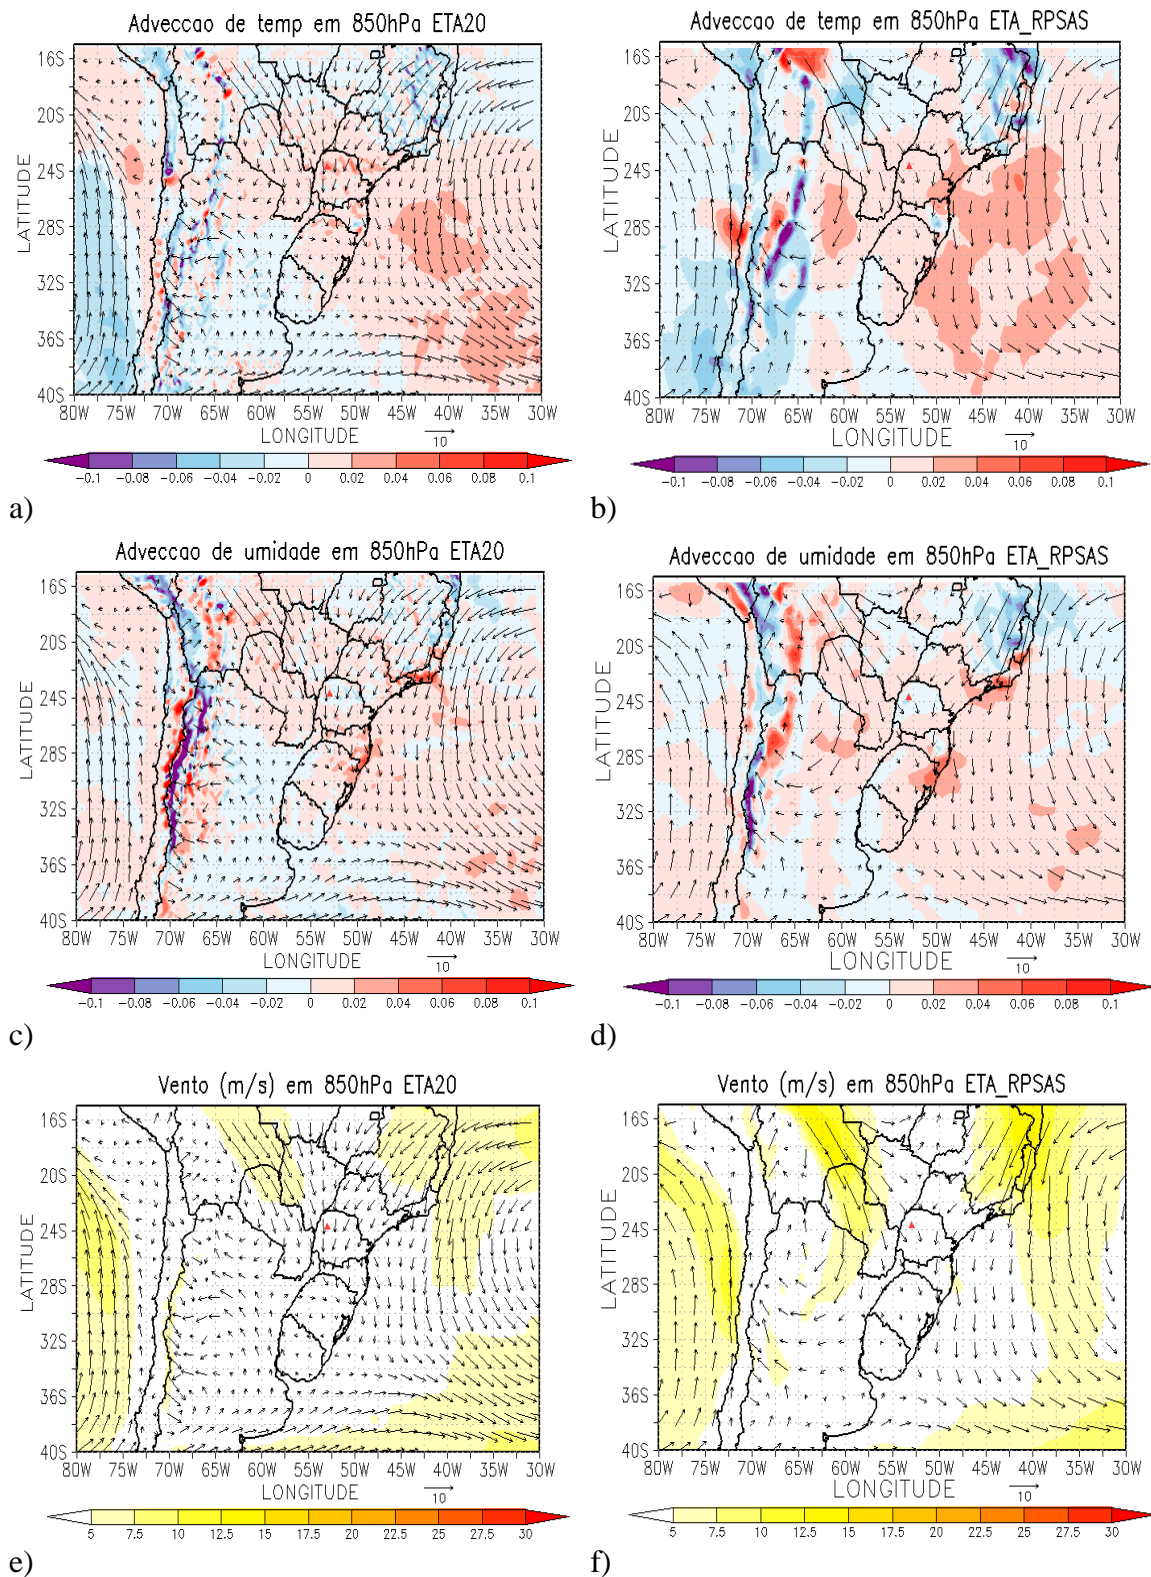 Adveccao de temp em 850hPa ETA20
LATITUDE
16S
20S
24S
28S
32S
36S
40S
80W 75W 70W 65W 60W 55W 50W 45W 40W 35W 30W
LONGITUDE
10
-0.1 -0.08 -0.06 -0.04 -0.02 0 0.02 0.04 0.06 0.08 0.1
a)
Adveccao de temp em 850hPa ETA_RPSAS
LATITUDE
16S
20S
24S
28S
32S
36S
40S
80W 75W 70W 65W 60W 55W 50W 45W 40W 35W 30W
LONGITUDE
10
-0.1 -0.08 -0.06 -0.04 -0.02 0 0.02 0.04 0.06 0.08 0.1
b)
Adveccao de umidade em 850hPa ETA20
LATITUDE
16S
20S
24S
28S
32S
36S
40S
80W 75W 70W 65W 60W 55W 50W 45W 40W 35W 30W
LONGITUDE
10
-0.1 -0.08 -0.06 -0.04 -0.02 0 0.02 0.04 0.06 0.08 0.1
c)
Adveccao de umidade em 850hPa ETA_RPSAS
LATITUDE
16S
20S
24S
28S
32S
36S
40S
80W 75W 70W 65W 60W 55W 50W 45W 40W 35W 30W
LONGITUDE
10
-0.1 -0.08 -0.06 -0.04 -0.02 0 0.02 0.04 0.06 0.08 0.1
d)
Vento (m/s) em 850hPa ETA20
LATITUDE
16S
20S
24S
28S
32S
36S
40S
80W 75W 70W 65W 60W 55W 50W 45W 40W 35W 30W
LONGITUDE
10
5 7.5 10 12.5 15 17.5 20 22.5 25 27.5 30
e)
Vento (m/s) em 850hPa ETA_RPSAS
LATITUDE
16S
20S
24S
28S
32S
36S
40S
80W 75W 70W 65W 60W 55W 50W 45W 40W 35W 30W
LONGITUDE
10
5 7.5 10 12.5 15 17.5 20 22.5 25 27.5 30
f)